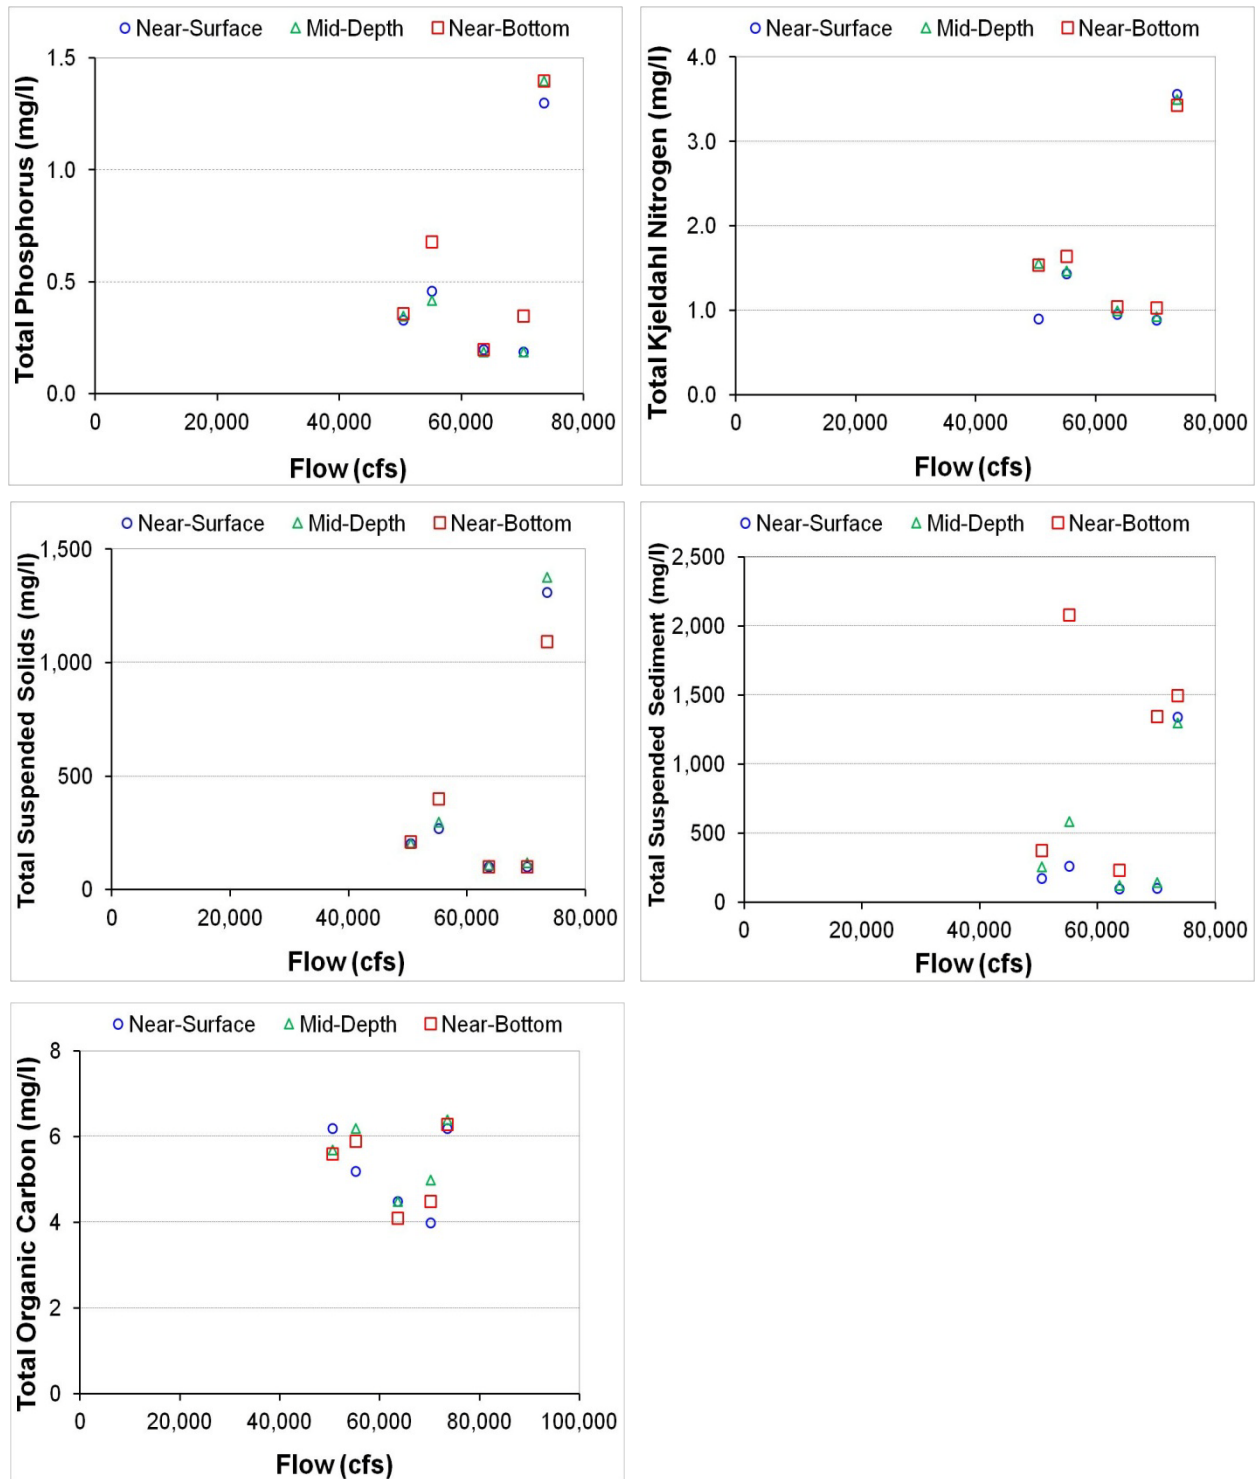 Near-Surface Mid-Depth Near-Bottom
Total Phosphorus (mg/l)
1.5
1.0
0.5
0.0
0 20,000 40,000 60,000 80,000
Flow (cfs)
Near-Surface Mid-Depth Near-Bottom
Total Kjeldahl Nitrogen (mg/l)
4.0
3.0
2.0
1.0
0.0
0 20,000 40,000 60,000 80,000
Flow (cfs)
Near-Surface Mid-Depth Near-Bottom
Total Suspended Solids (mg/l)
1,500
1,000
500
0
0 20,000 40,000 60,000 80,000
Flow (cfs)
Near-Surface Mid-Depth Near-Bottom
Total Suspended Sediment (mg/l)
2,500
2,000
1,500
1,000
500
0
0 20,000 40,000 60,000 80,000
Flow (cfs)
Near-Surface Mid-Depth Near-Bottom
Total Organic Carbon (mg/l)
8
6
4
2
0
0 20,000 40,000 60,000 80,000 100,000
Flow (cfs)